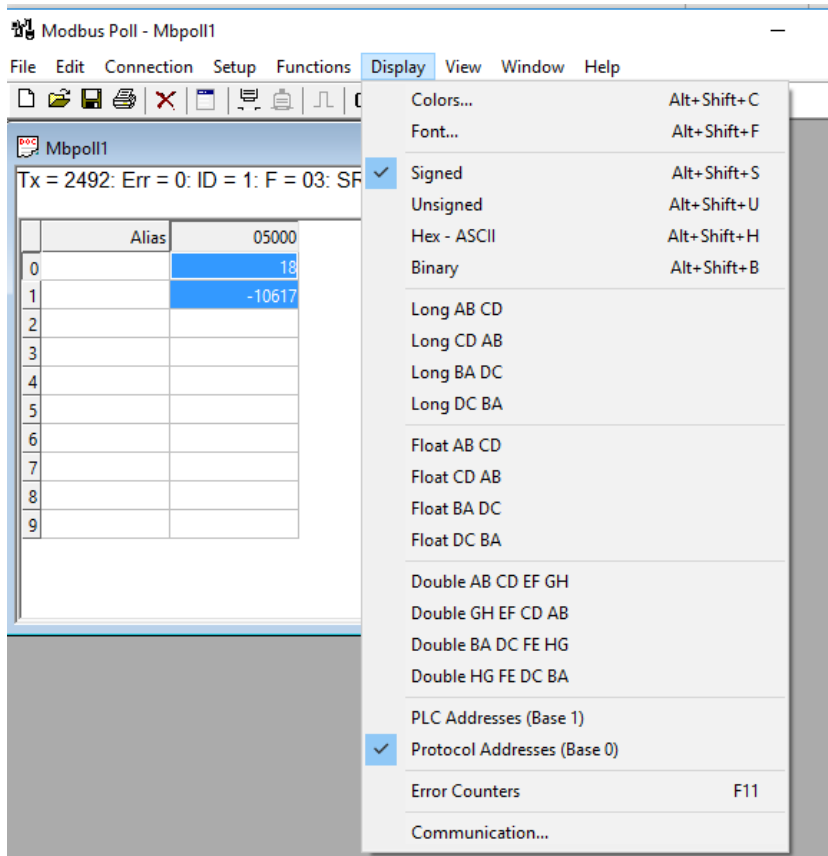 Modbus Poll - Mbpoll1
File Edit Connection Setup Functions Display View Window Help
Mbpoll1
Tx = 2492: Err = 0: ID = 1: F = 03: SR
Alias 05000
0 18
1 -10617
2
3
4
5
6
7
8
9
Colors... Alt+Shift+C
Font... Alt+Shift+F
Signed Alt+Shift+S
Unsigned Alt+Shift+U
Hex - ASCII Alt+Shift+H
Binary Alt+Shift+B
Long AB CD
Long CD AB
Long BA DC
Long DC BA
Float AB CD
Float CD AB
Float BA DC
Float DC BA
Double AB CD EF GH
Double GH EF CD AB
Double BA DC FE HG
Double HG FE DC BA
PLC Addresses (Base 1)
Protocol Addresses (Base 0)
Error Counters F11
Communication...